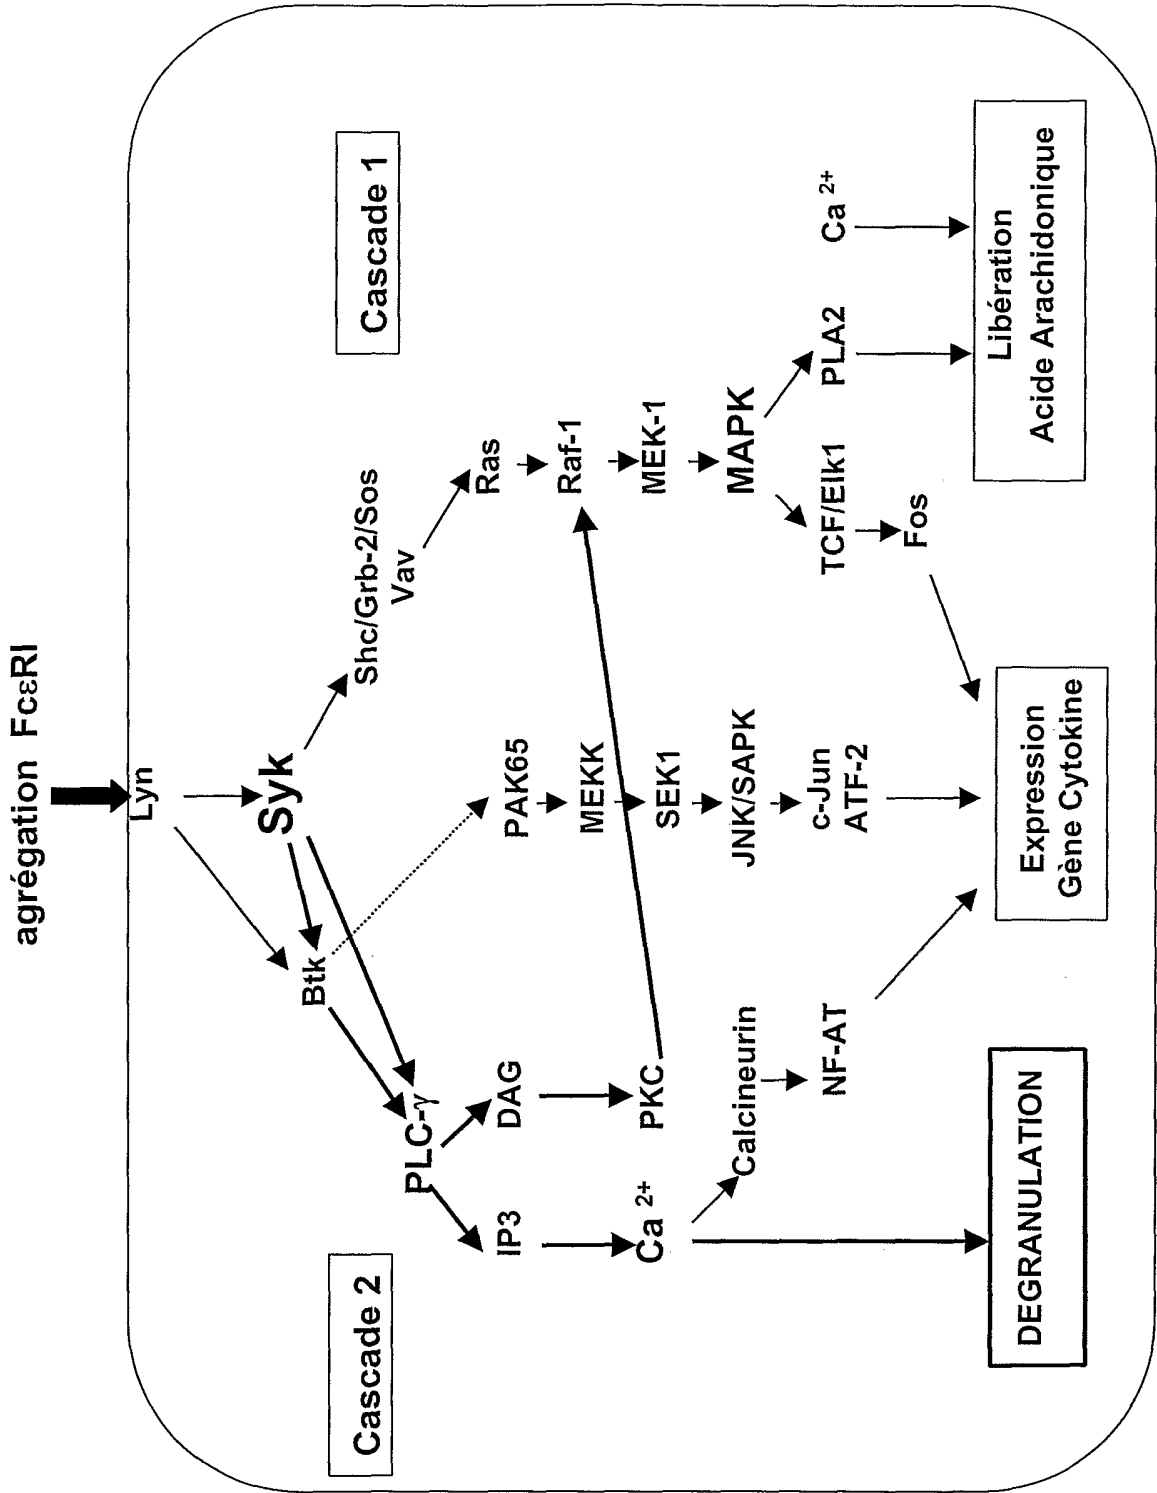 agrégation FcεRI
Lyn
Cascade 2
Syk
Cascade 1
Btk
Shc/Grb-2/Sos
Vav
PLC-γ
IP3
DAG
PAK65
Ras
MEKK
Raf-1
Ca 2+
PKC
SEK1
MEK-1
Calcineurin
JNK/SAPK
MAPK
NF-AT
c-Jun
ATF-2
TCF/Elk1
PLA2
Ca 2+
Fos
DEGRANULATION
Expression
Gène Cytokine
Libération
Acide Arachidonique